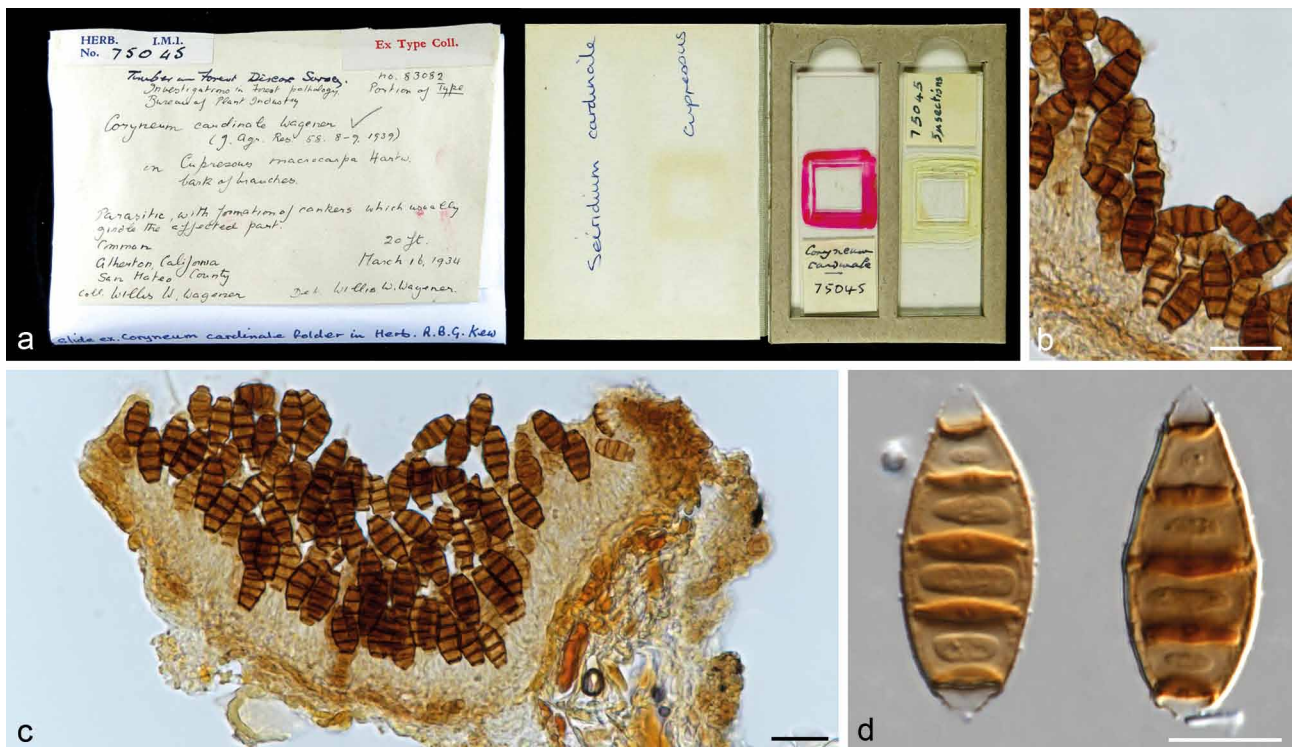 HERB. I.M.I.
No. 75045
Ex Type Coll.
Forest Disease Survey.
no. 83082
Investigations in Forest pathology
Portion of Type
Bureau of Plant Industry
Coryneum cardinale Wagener
(J. Agr. Res. 58. 8-9. 1939)
on Cupressus macrocarpa Hartw.
bark of branches.
Parasitic, with formation of cankers which usually
girdle the affected part.
Common
20 ft.
Atherton, California
March 16, 1934
San Mateo County
Coll. Willis W. Wagener
Det. Willis W. Wagener.
slide ex. Coryneum cardinale folder in Herb. R.B.G. Kew
a
Seiridium cardinale
Cupressus
Coryneum
cardinale
75045
75045
b
c
d